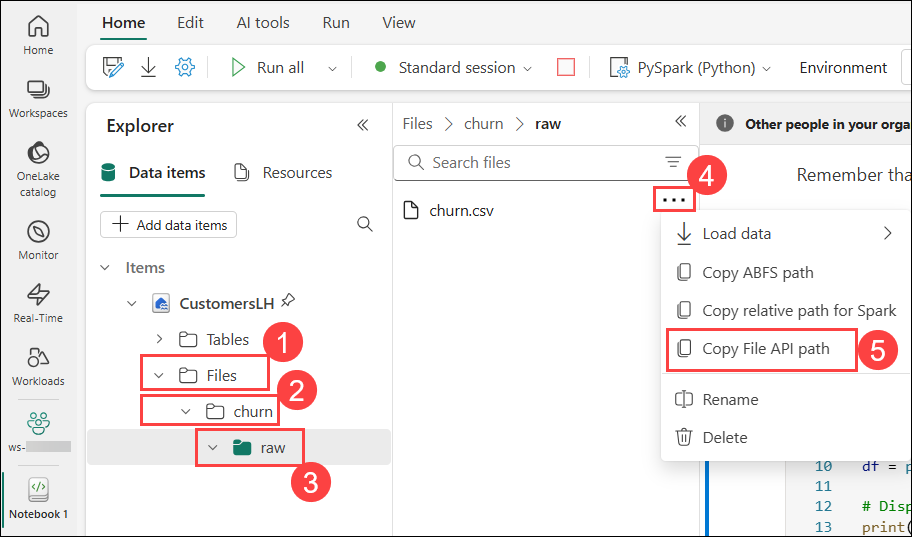 Home Edit AI tools Run View
Run all Standard session PySpark (Python) Environment
Home
Workspaces
OneLake
catalog
Monitor
Real-Time
Workloads
ws-
Notebook 1
Explorer
Data items Resources
Add data items
Items
CustomersLH
Tables
1
Files
2
churn
raw
3
Files > churn > raw
Search files
churn.csv
4
...
Load data
Copy ABFS path
Copy relative path for Spark
Copy File API path
5
Rename
Delete
Other people in your orga
Remember tha
10 df = p
11
12 # Disp
13 print(